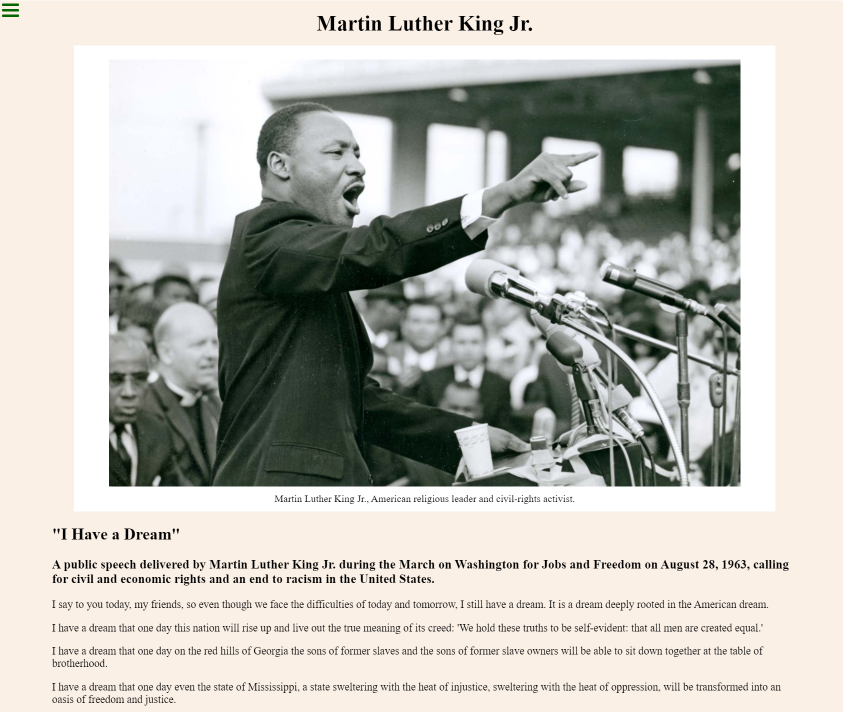 Martin Luther King Jr.
Martin Luther King Jr., American religious leader and civil-rights activist.
"I Have a Dream"
A public speech delivered by Martin Luther King Jr. during the March on Washington for Jobs and Freedom on August 28, 1963, calling
for civil and economic rights and an end to racism in the United States.
I say to you today, my friends, so even though we face the difficulties of today and tomorrow, I still have a dream. It is a dream deeply rooted in the American dream.
I have a dream that one day this nation will rise up and live out the true meaning of its creed: 'We hold these truths to be self-evident: that all men are created equal.'
I have a dream that one day on the red hills of Georgia the sons of former slaves and the sons of former slave owners will be able to sit down together at the table of
brotherhood.
I have a dream that one day even the state of Mississippi, a state sweltering with the heat of injustice, sweltering with the heat of oppression, will be transformed into an
oasis of freedom and justice.